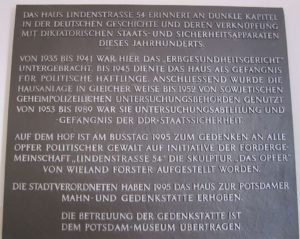 DAS HAUS LINDENSTRASSE 54 ERINNERT AN DUNKLE KAPITEL
IN DER DEUTSCHEN GESCHICHTE UND DEREN VERKNÜPFUNG
MIT DIKTATORISCHEN STAATS- UND SICHERHEITSAPPARATEN
DIESES JAHRHUNDERTS.
VON 1935 BIS 1941 WAR HIER DAS „ERBGESUNDHEITSGERICHT"
UNTERGEBRACHT. BIS 1945 DIENTE DAS HAUS ALS GEFÄNGNIS
FÜR POLITISCHE HÄFTLINGE. ANSCHLIESSEND WURDE DIE
HAUSANLAGE IN GLEICHER WEISE BIS 1952 VON SOWJETISCHEN
GEHEIMPOLIZEILICHEN UNTERSUCHUNGSBEHÖRDEN GENUTZT
VON 1953 BIS 1989 WAR SIE UNTERSUCHUNGSABTEILUNG UND
-GEFÄNGNIS DER DDR-STAATSSICHERHEIT.
AUF DEM HOF IST AM BUSSTAG 1995 ZUM GEDENKEN AN ALLE
OPFER POLITISCHER GEWALT AUF INITIATIVE DER FÖRDERGE-
MEINSCHAFT „LINDENSTRASSE 54" DIE SKULPTUR „DAS OPFER"
VON WIELAND FÖRSTER AUFGESTELLT WORDEN.
DIE STADTVERORDNETEN HABEN 1995 DAS HAUS ZUR POTSDAMER
MAHN- UND GEDENKSTÄTTE ERHOBEN.
DIE BETREUUNG DER GEDENKSTÄTTE IST
DEM POTSDAM-MUSEUM ÜBERTRAGEN